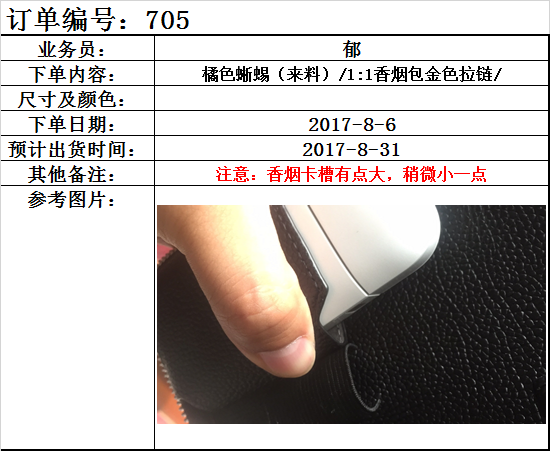 订单编号：705
业务员： 郁
下单内容： 橘色蜥蜴（来料）/1:1香烟包金色拉链/
尺寸及颜色：
下单日期： 2017-8-6
预计出货时间： 2017-8-31
其他备注： 注意：香烟卡槽有点大，稍微小一点
参考图片：